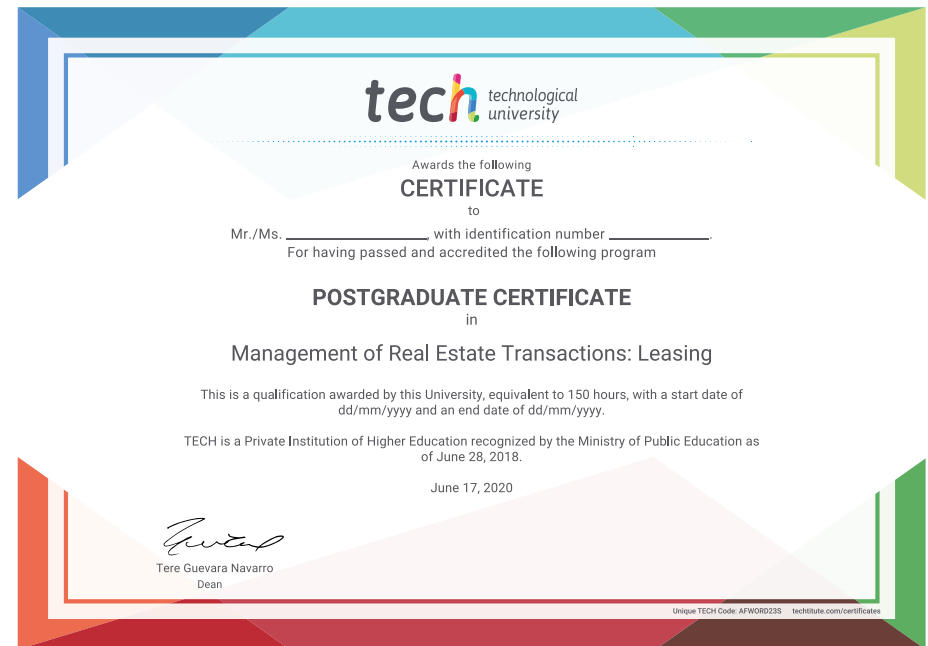 tech technological
university
Awards the following
CERTIFICATE
to
Mr./Ms. ____________________, with identification number ______________.
For having passed and accredited the following program
POSTGRADUATE CERTIFICATE
in
Management of Real Estate Transactions: Leasing
This is a qualification awarded by this University, equivalent to 150 hours, with a start date of
dd/mm/yyyy and an end date of dd/mm/yyyy.
TECH is a Private Institution of Higher Education recognized by the Ministry of Public Education as
of June 28, 2018.
June 17, 2020
Tere Guevara Navarro
Dean
Unique TECH Code: AFWORD23S techtitute.com/certificates